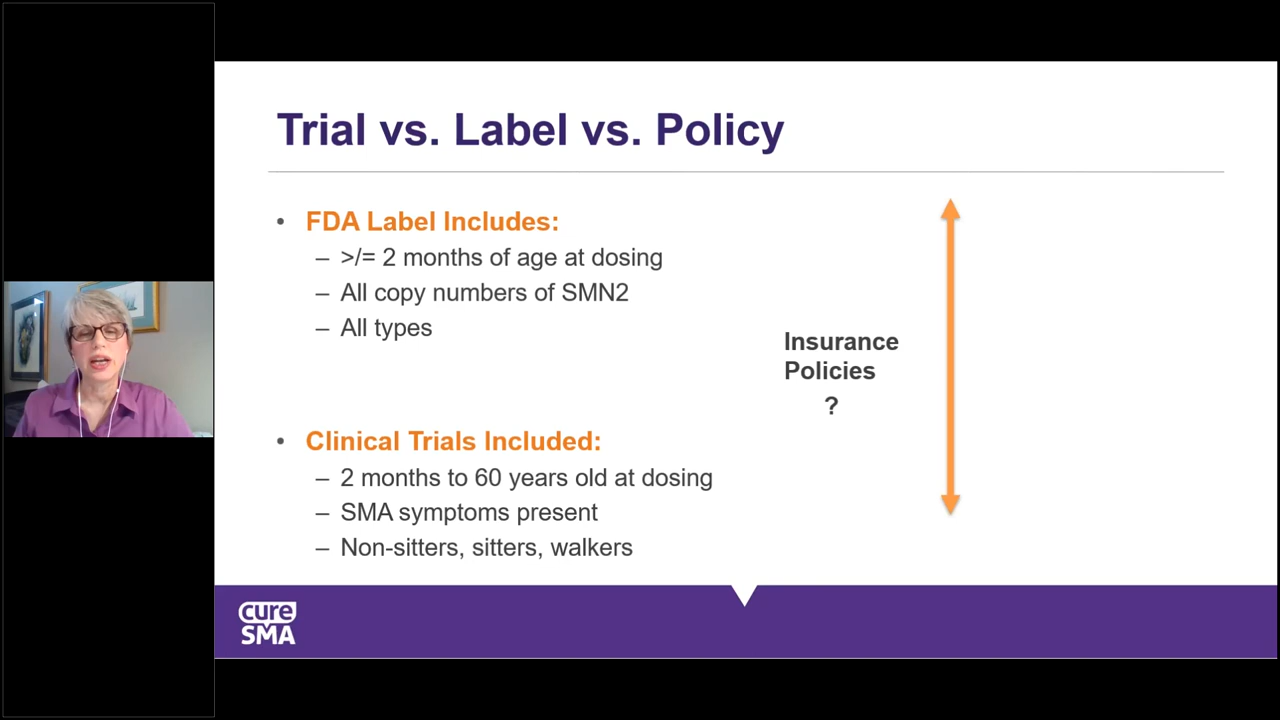 Trial vs. Label vs. Policy
• FDA Label Includes:
– >/= 2 months of age at dosing
– All copy numbers of SMN2
– All types
Insurance
Policies
?
• Clinical Trials Included:
– 2 months to 60 years old at dosing
– SMA symptoms present
– Non-sitters, sitters, walkers
cure
SMA